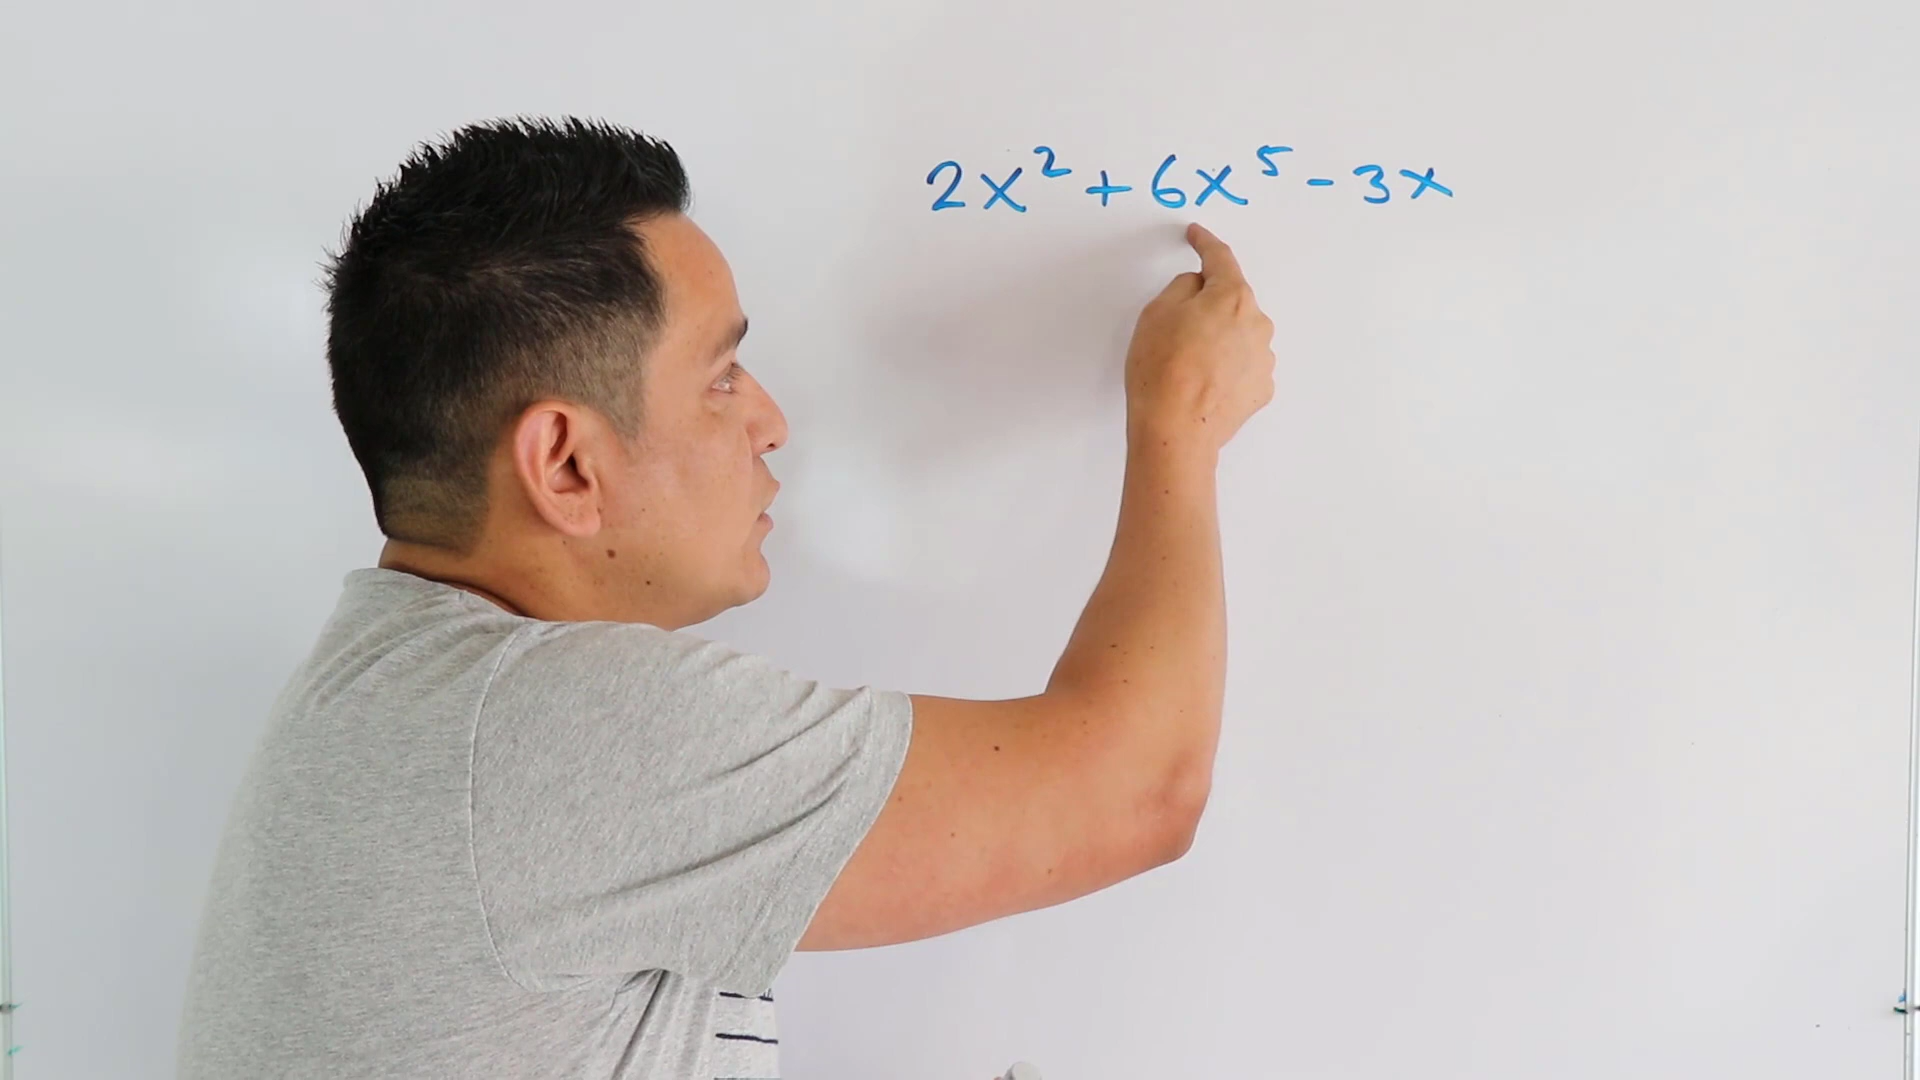 2x² + 6x⁵ - 3x